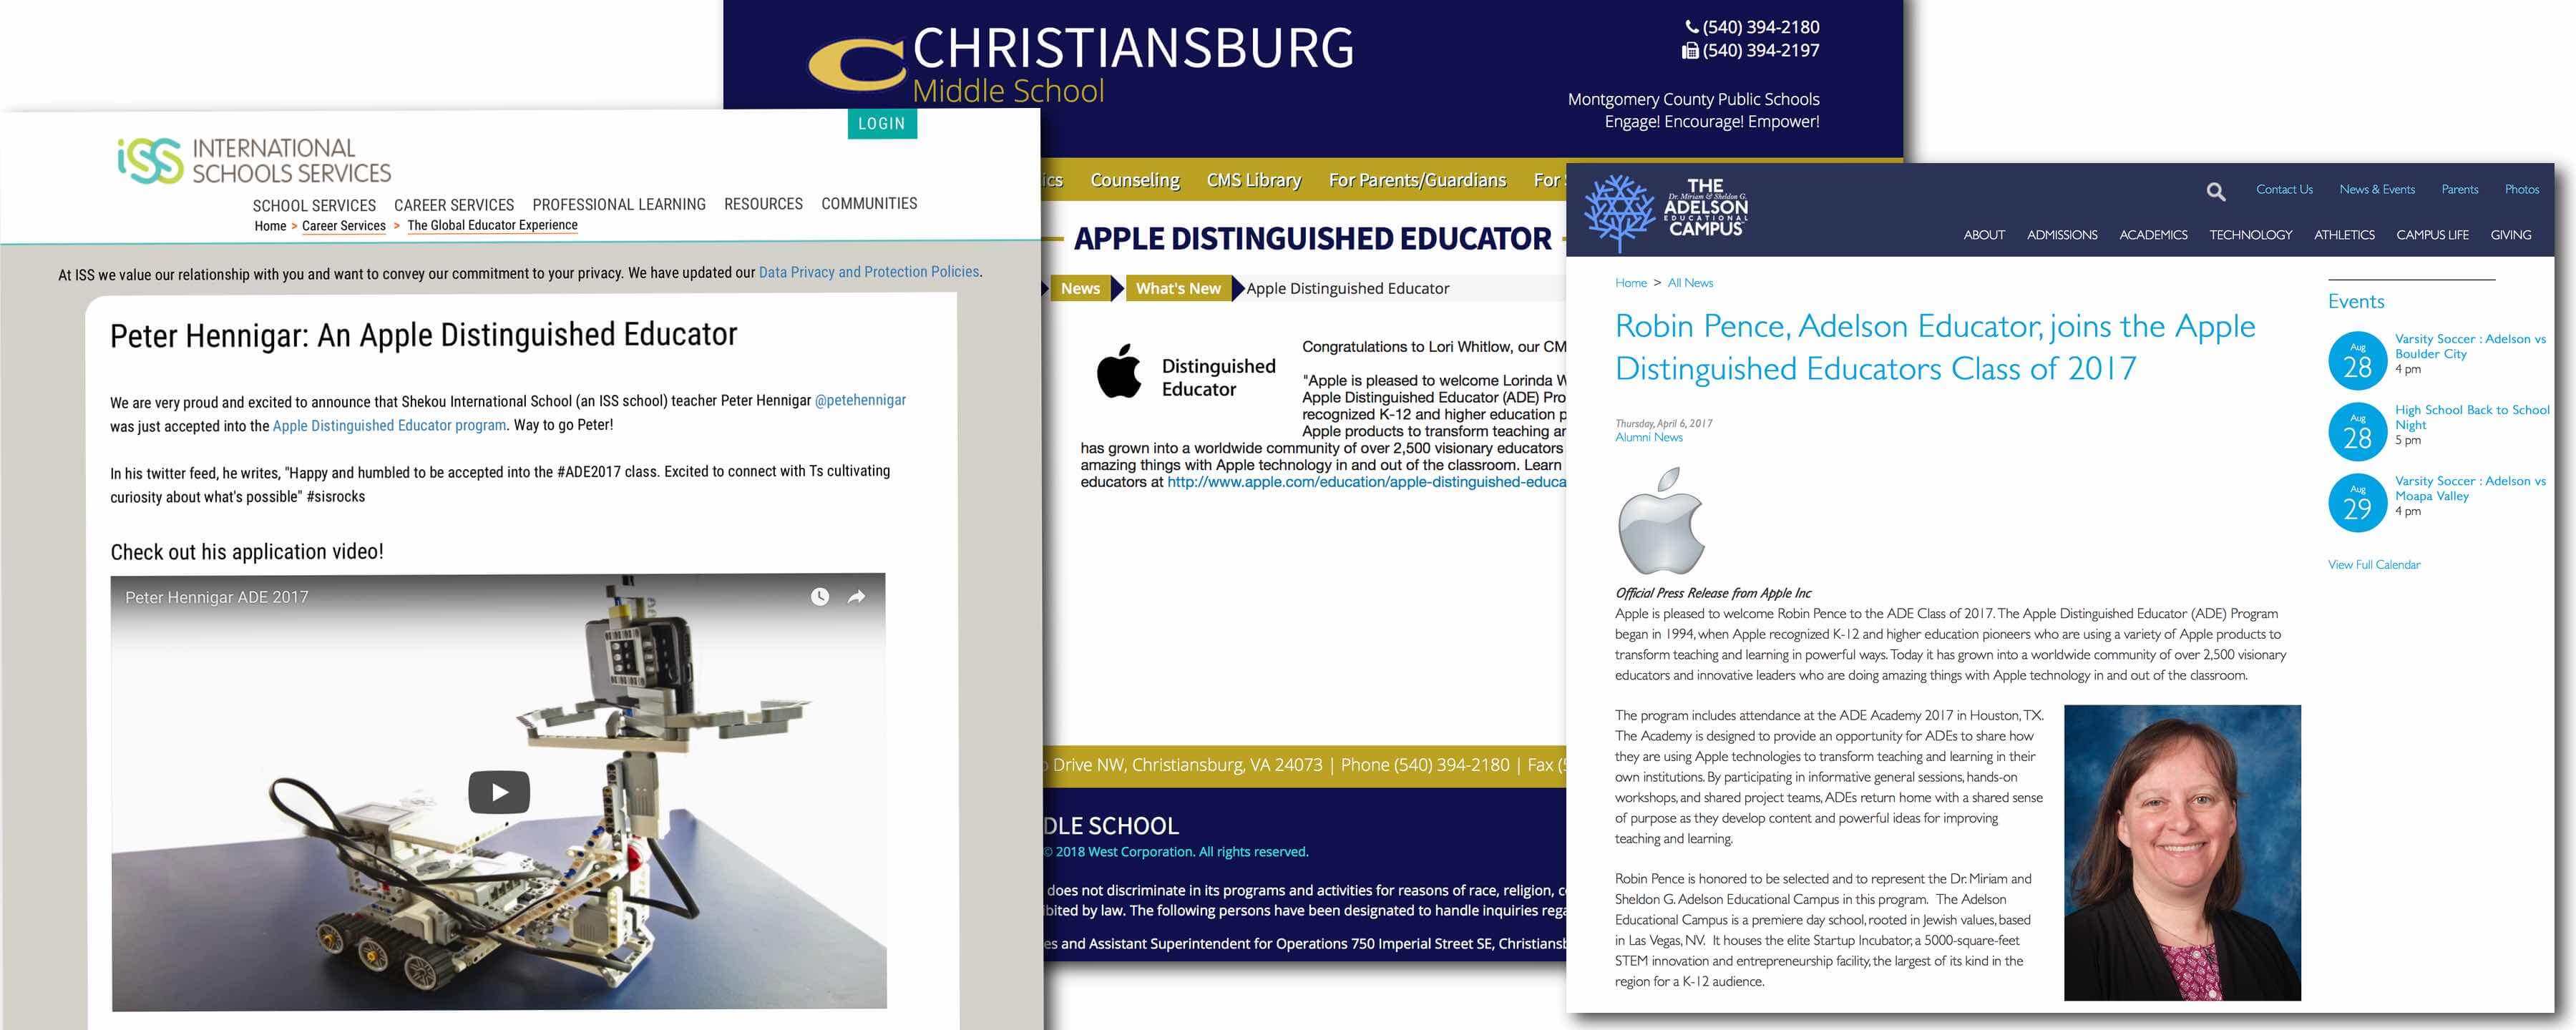 LOGIN
iSS INTERNATIONAL
SCHOOLS SERVICES
SCHOOL SERVICES CAREER SERVICES PROFESSIONAL LEARNING RESOURCES COMMUNITIES
Home > Career Services > The Global Educator Experience
At ISS we value our relationship with you and want to convey our commitment to your privacy. We have updated our Data Privacy and Protection Policies.
Peter Hennigar: An Apple Distinguished Educator
We are very proud and excited to announce that Shekou International School (an ISS school) teacher Peter Hennigar @petehennigar
was just accepted into the Apple Distinguished Educator program. Way to go Peter!
In his twitter feed, he writes, "Happy and humbled to be accepted into the #ADE2017 class. Excited to connect with Ts cultivating
curiosity about what's possible" #sisrocks
Check out his application video!
Peter Hennigar ADE 2017
C CHRISTIANSBURG
Middle School
(540) 394-2180
(540) 394-2197
Montgomery County Public Schools
Engage! Encourage! Empower!
ics Counseling CMS Library For Parents/Guardians For
APPLE DISTINGUISHED EDUCATOR
News What's New Apple Distinguished Educator
Distinguished
Educator
Congratulations to Lori Whitlow, our CM
"Apple is pleased to welcome Lorinda W
Apple Distinguished Educator (ADE) Pro
recognized K-12 and higher education p
Apple products to transform teaching ar
has grown into a worldwide community of over 2,500 visionary educators
amazing things with Apple technology in and out of the classroom. Learn
educators at http://www.apple.com/education/apple-distinguished-educa
Drive NW, Christiansburg, VA 24073 | Phone (540) 394-2180 | Fax (
DLE SCHOOL
© 2018 West Corporation. All rights reserved.
does not discriminate in its programs and activities for reasons of race, religion, c
ibited by law. The following persons have been designated to handle inquiries rega
es and Assistant Superintendent for Operations 750 Imperial Street SE, Christiansb
THE
Dr. Miriam & Sheldon G.
ADELSON
EDUCATIONAL
CAMPUS
Contact Us News & Events Parents Photos
ABOUT ADMISSIONS ACADEMICS TECHNOLOGY ATHLETICS CAMPUS LIFE GIVING
Home > All News
Robin Pence, Adelson Educator, joins the Apple
Distinguished Educators Class of 2017
Thursday, April 6, 2017
Alumni News
Official Press Release from Apple Inc
Apple is pleased to welcome Robin Pence to the ADE Class of 2017. The Apple Distinguished Educator (ADE) Program
began in 1994, when Apple recognized K-12 and higher education pioneers who are using a variety of Apple products to
transform teaching and learning in powerful ways. Today it has grown into a worldwide community of over 2,500 visionary
educators and innovative leaders who are doing amazing things with Apple technology in and out of the classroom.
The program includes attendance at the ADE Academy 2017 in Houston, TX.
The Academy is designed to provide an opportunity for ADEs to share how
they are using Apple technologies to transform teaching and learning in their
own institutions. By participating in informative general sessions, hands-on
workshops, and shared project teams, ADEs return home with a shared sense
of purpose as they develop content and powerful ideas for improving
teaching and learning.
Robin Pence is honored to be selected and to represent the Dr. Miriam and
Sheldon G. Adelson Educational Campus in this program. The Adelson
Educational Campus is a premiere day school, rooted in Jewish values, based
in Las Vegas, NV. It houses the elite Startup Incubator, a 5000-square-feet
STEM innovation and entrepreneurship facility, the largest of its kind in the
region for a K-12 audience.
Events
Aug
28
Varsity Soccer : Adelson vs
Boulder City
4 pm
Aug
28
High School Back to School
Night
5 pm
Aug
29
Varsity Soccer : Adelson vs
Moapa Valley
4 pm
View Full Calendar